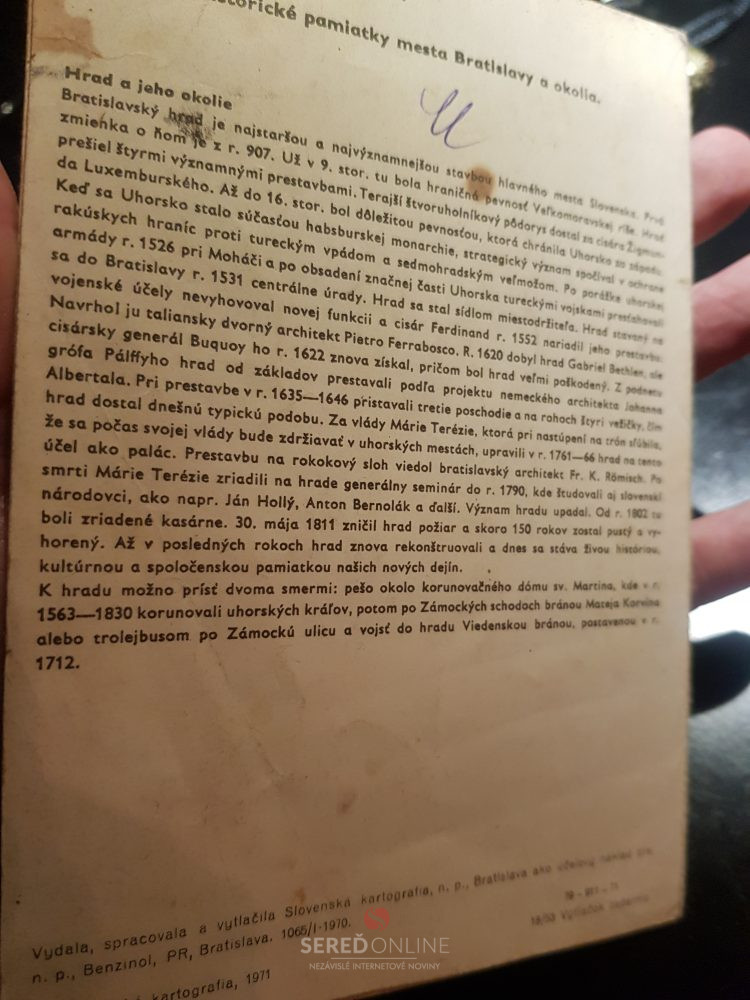 historické pamiatky mesta Bratislavy a okolia.
Hrad a jeho okolie
Bratislavský hrad je najstaršou a najvýznamnejšou stavbou hlavného mesta Slovenska. Prvá
zmienka o ňom je z r. 907. Už v 9. stor. tu bola hraničná pevnosť Veľkomoravskej ríše. Hrad
prešiel štyrmi významnými prestavbami. Terajší štvoruholníkový pôdorys dostal za cisára Žigmun-
da Luxemburského. Až do 16. stor. bol dôležitou pevnosťou, ktorá chránila Uhorsko zo západu.
Keď sa Uhorsko stalo súčasťou habsburskej monarchie, strategický význam spočíval v ochrane
rakúskych hraníc proti tureckým vpádom a sedmohradským veľmožom. Po porážke uhorskej
armády r. 1526 pri Moháči a po obsadení značnej časti Uhorska tureckými vojskami presťahovali
sa do Bratislavy r. 1531 centrálne úrady. Hrad sa stal sídlom miestodržiteľa. Hrad stavaný na
vojenské účely nevyhovoval novej funkcii a cisár Ferdinand r. 1552 nariadil jeho prestavbu.
Navrhol ju taliansky dvorný architekt Pietro Ferrabosco. R. 1620 dobyl hrad Gabriel Bethlen, ale
cisársky generál Buquoy ho r. 1622 znova získal, pričom bol hrad veľmi poškodený. Z podnetu
grófa Pálffyho hrad od základov prestavali podľa projektu nemeckého architekta Johanna
Albertala. Pri prestavbe v r. 1635—1646 pristavali tretie poschodie a na rohoch štyri vežičky, čím
hrad dostal dnešnú typickú podobu. Za vlády Márie Terézie, ktorá pri nastúpení na trón sľúbila,
že sa počas svojej vlády bude zdržiavať v uhorských mestách, upravili v r. 1761—66 hrad na tento
účel ako palác. Prestavbu na rokokový sloh viedol bratislavský architekt Fr. K. Römisch. Po
smrti Márie Terézie zriadili na hrade generálny seminár do r. 1790, kde študovali aj slovenskí
národovci, ako napr. Ján Hollý, Anton Bernolák a ďalší. Význam hradu upadal. Od r. 1802 tu
boli zriadené kasárne. 30. mája 1811 zničil hrad požiar a skoro 150 rokov zostal pustý a vy-
horený. Až v posledných rokoch hrad znova rekonštruovali a dnes sa stáva živou históriou,
kultúrnou a spoločenskou pamiatkou našich nových dejín.
K hradu možno prísť dvoma smermi: pešo okolo korunovačného dómu sv. Martina, kde v r.
1563—1830 korunovali uhorských kráľov, potom po Zámockých schodoch bránou Mateja Korvína
alebo trolejbusom po Zámockú ulicu a vojsť do hradu Viedenskou bránou, postavenou v r.
1712.
Vydala, spracovala a vytlačila Slovenská kartografia, n. p., Bratislava ako účelový náklad pre
n. p., Benzinol, PR, Bratislava. 1065/I-1970.
Výtlačok zadarmo
kartografia, 1971
SEREĎONLINE
NEZÁVISLÉ INTERNETOVÉ NOVINY